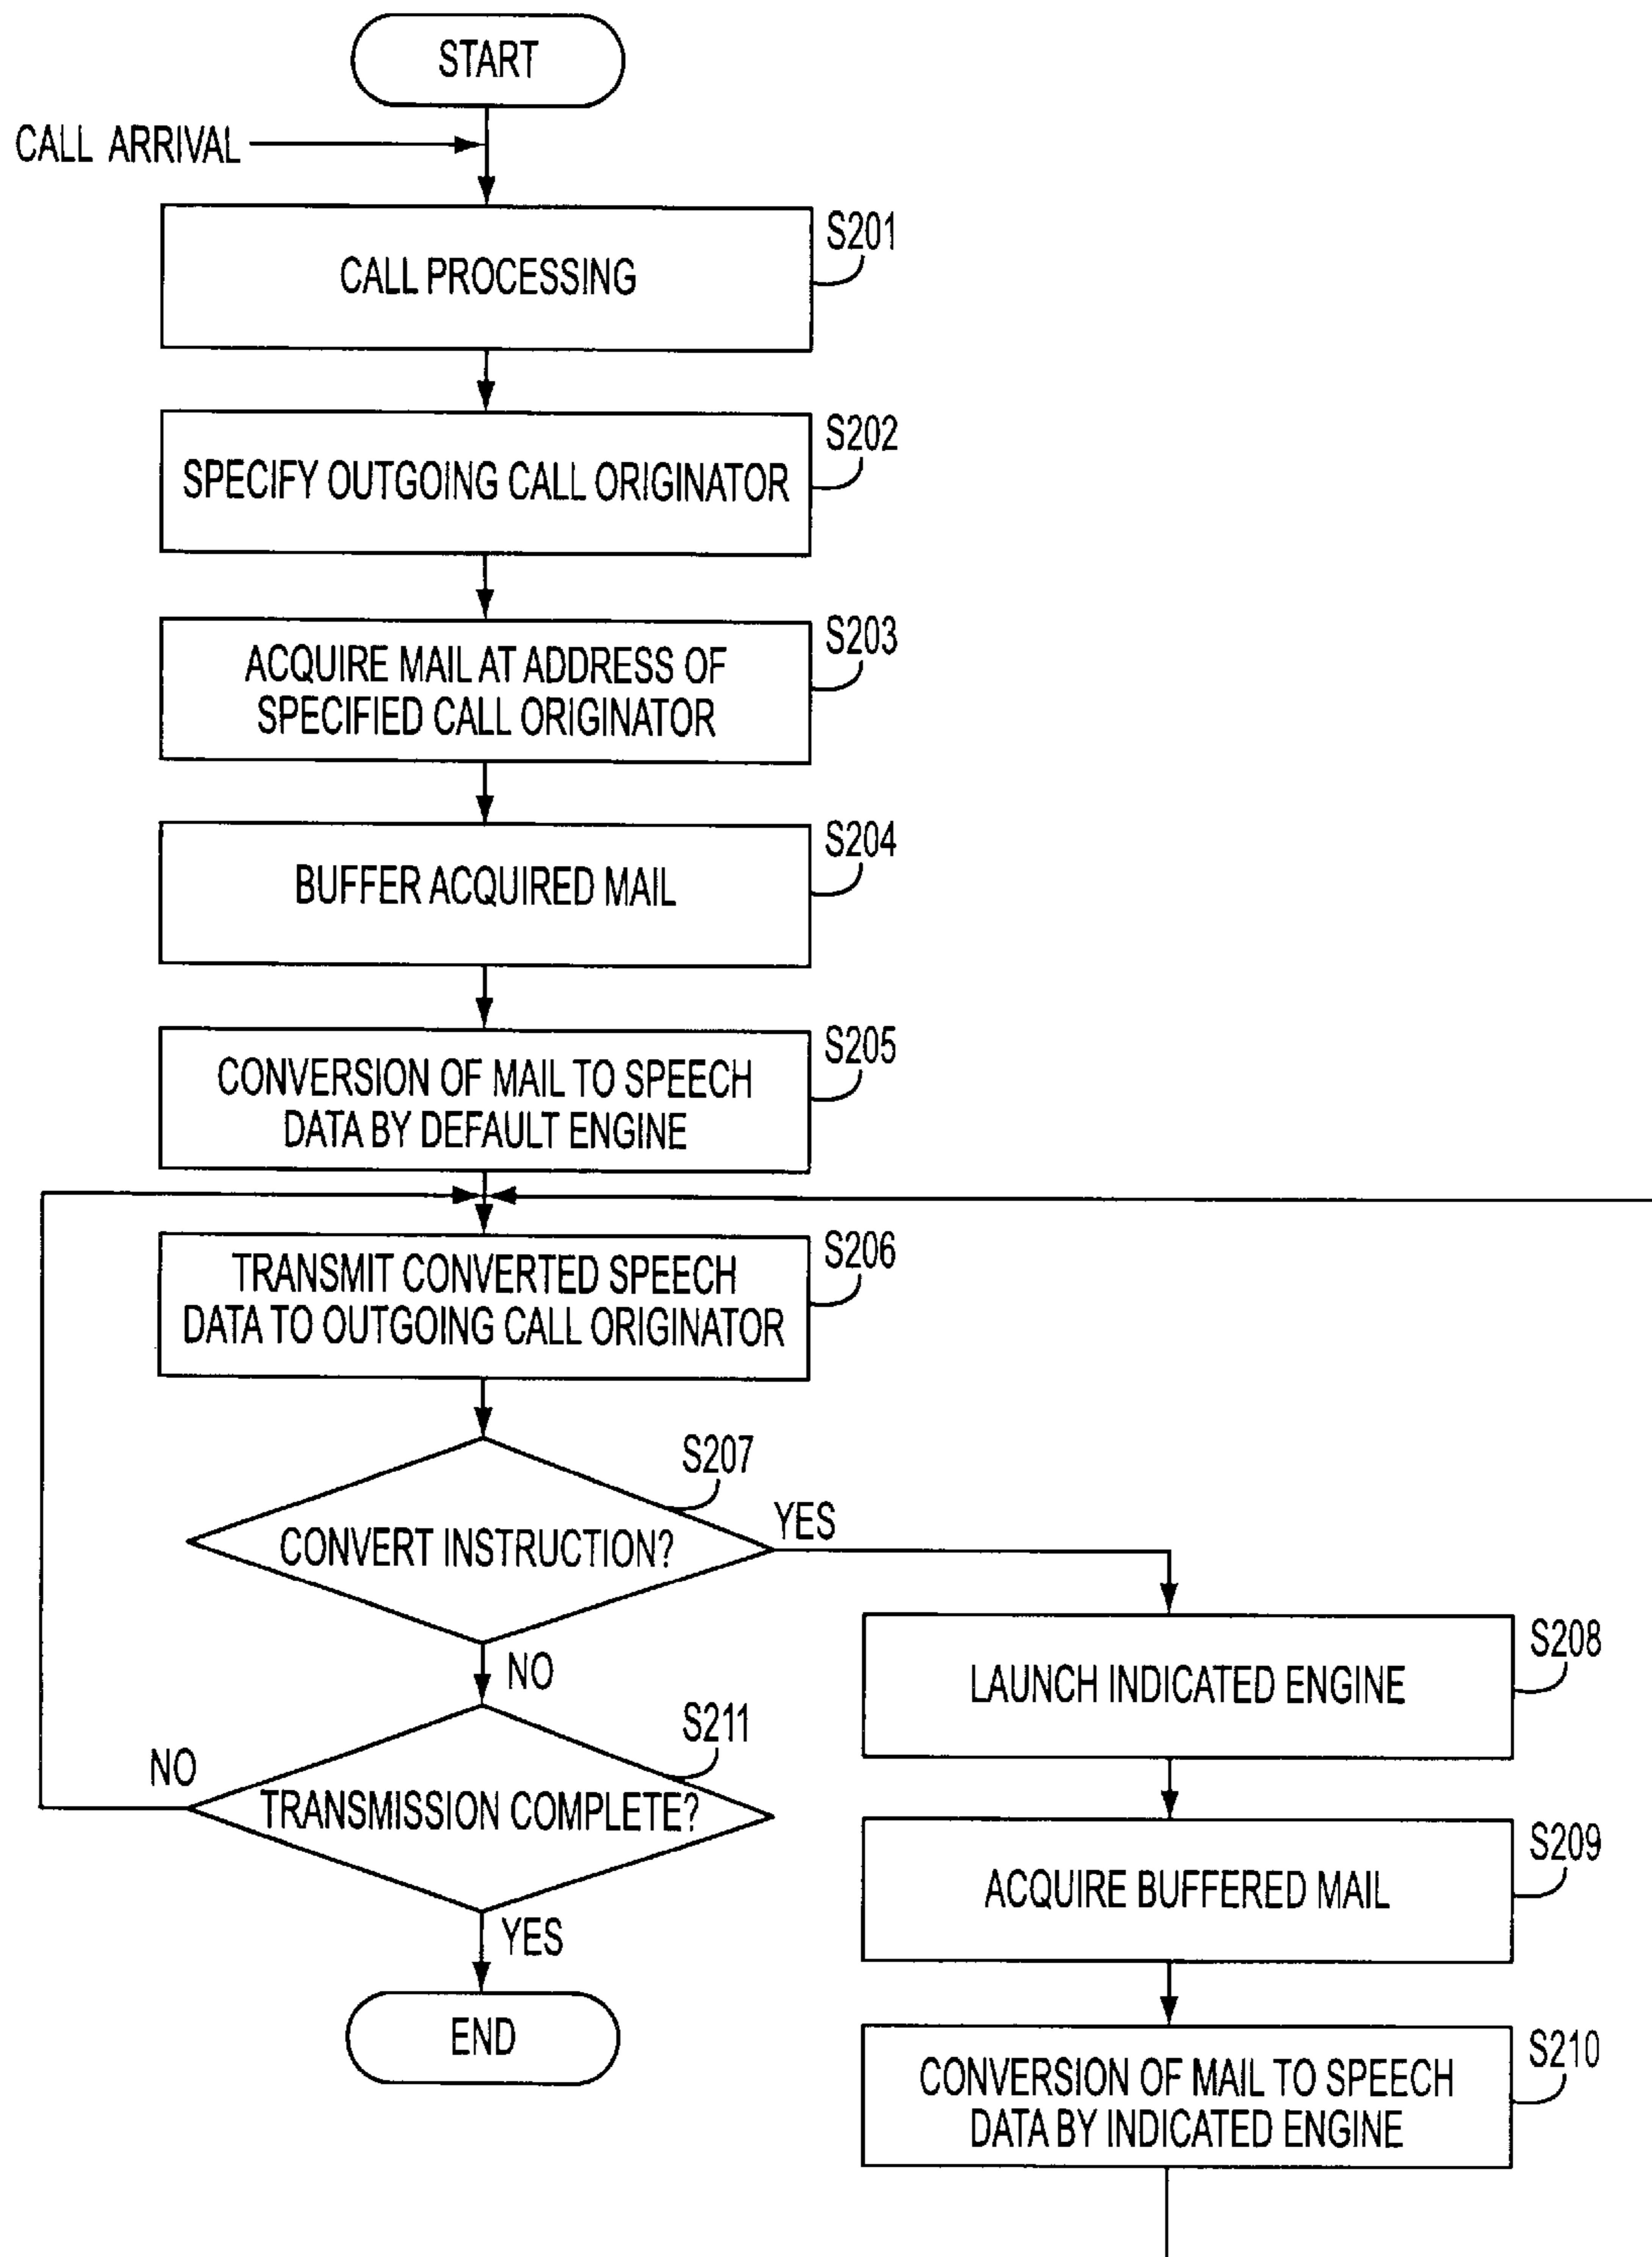 START
CALL ARRIVAL
S201
CALL PROCESSING
S202
SPECIFY OUTGOING CALL ORIGINATOR
S203
ACQUIRE MAIL AT ADDRESS OF
SPECIFIED CALL ORIGINATOR
S204
BUFFER ACQUIRED MAIL
S205
CONVERSION OF MAIL TO SPEECH
DATA BY DEFAULT ENGINE
S206
TRANSMIT CONVERTED SPEECH
DATA TO OUTGOING CALL ORIGINATOR
S207
CONVERT INSTRUCTION?
YES
NO
S208
LAUNCH INDICATED ENGINE
S209
ACQUIRE BUFFERED MAIL
S210
CONVERSION OF MAIL TO SPEECH
DATA BY INDICATED ENGINE
S211
TRANSMISSION COMPLETE?
NO
YES
END